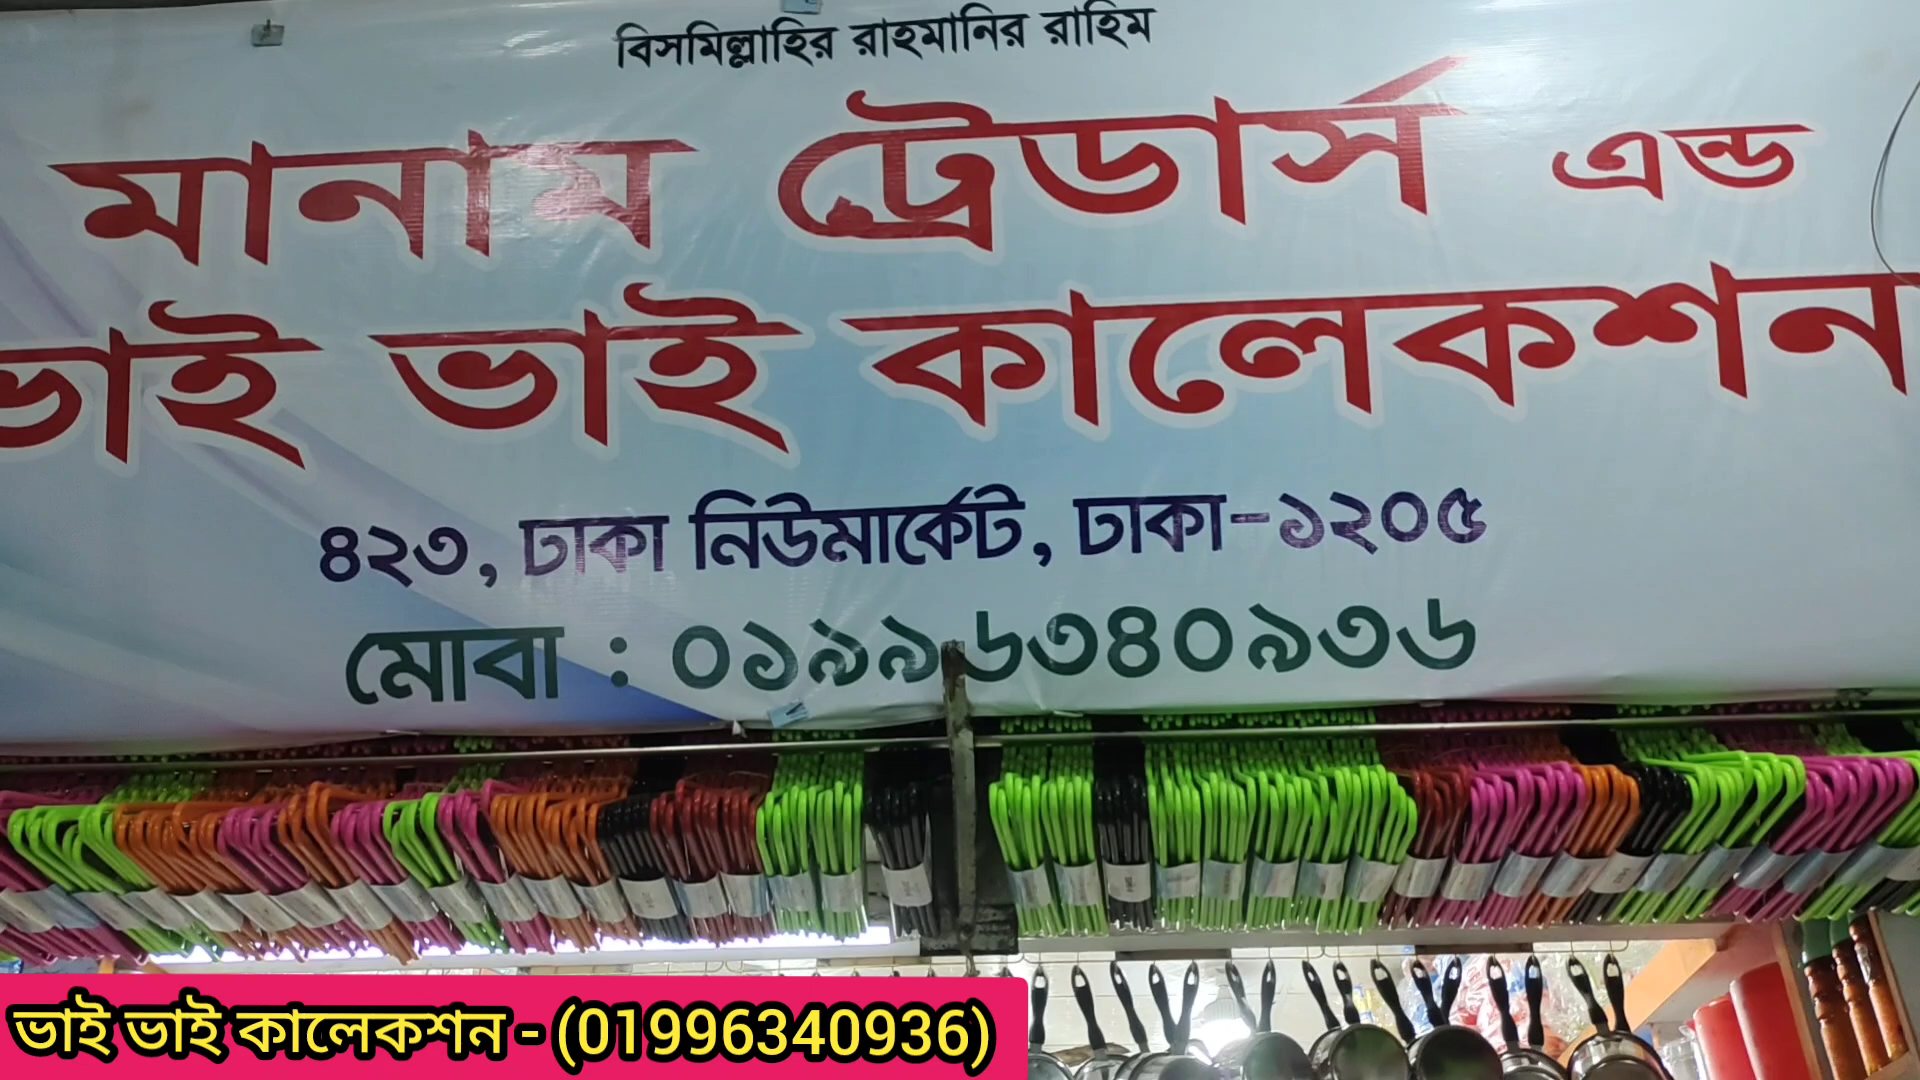 বিসমিল্লাহির রাহমানির রাহিম
মানাম ট্রেডার্স এন্ড
ভাই ভাই কালেকশন
৪২৩, ঢাকা নিউমার্কেট, ঢাকা-১২০৫
মোবা : ০১৯৯৬৩৪০৯৩৬
ভাই ভাই কালেকশন - (01996340936)